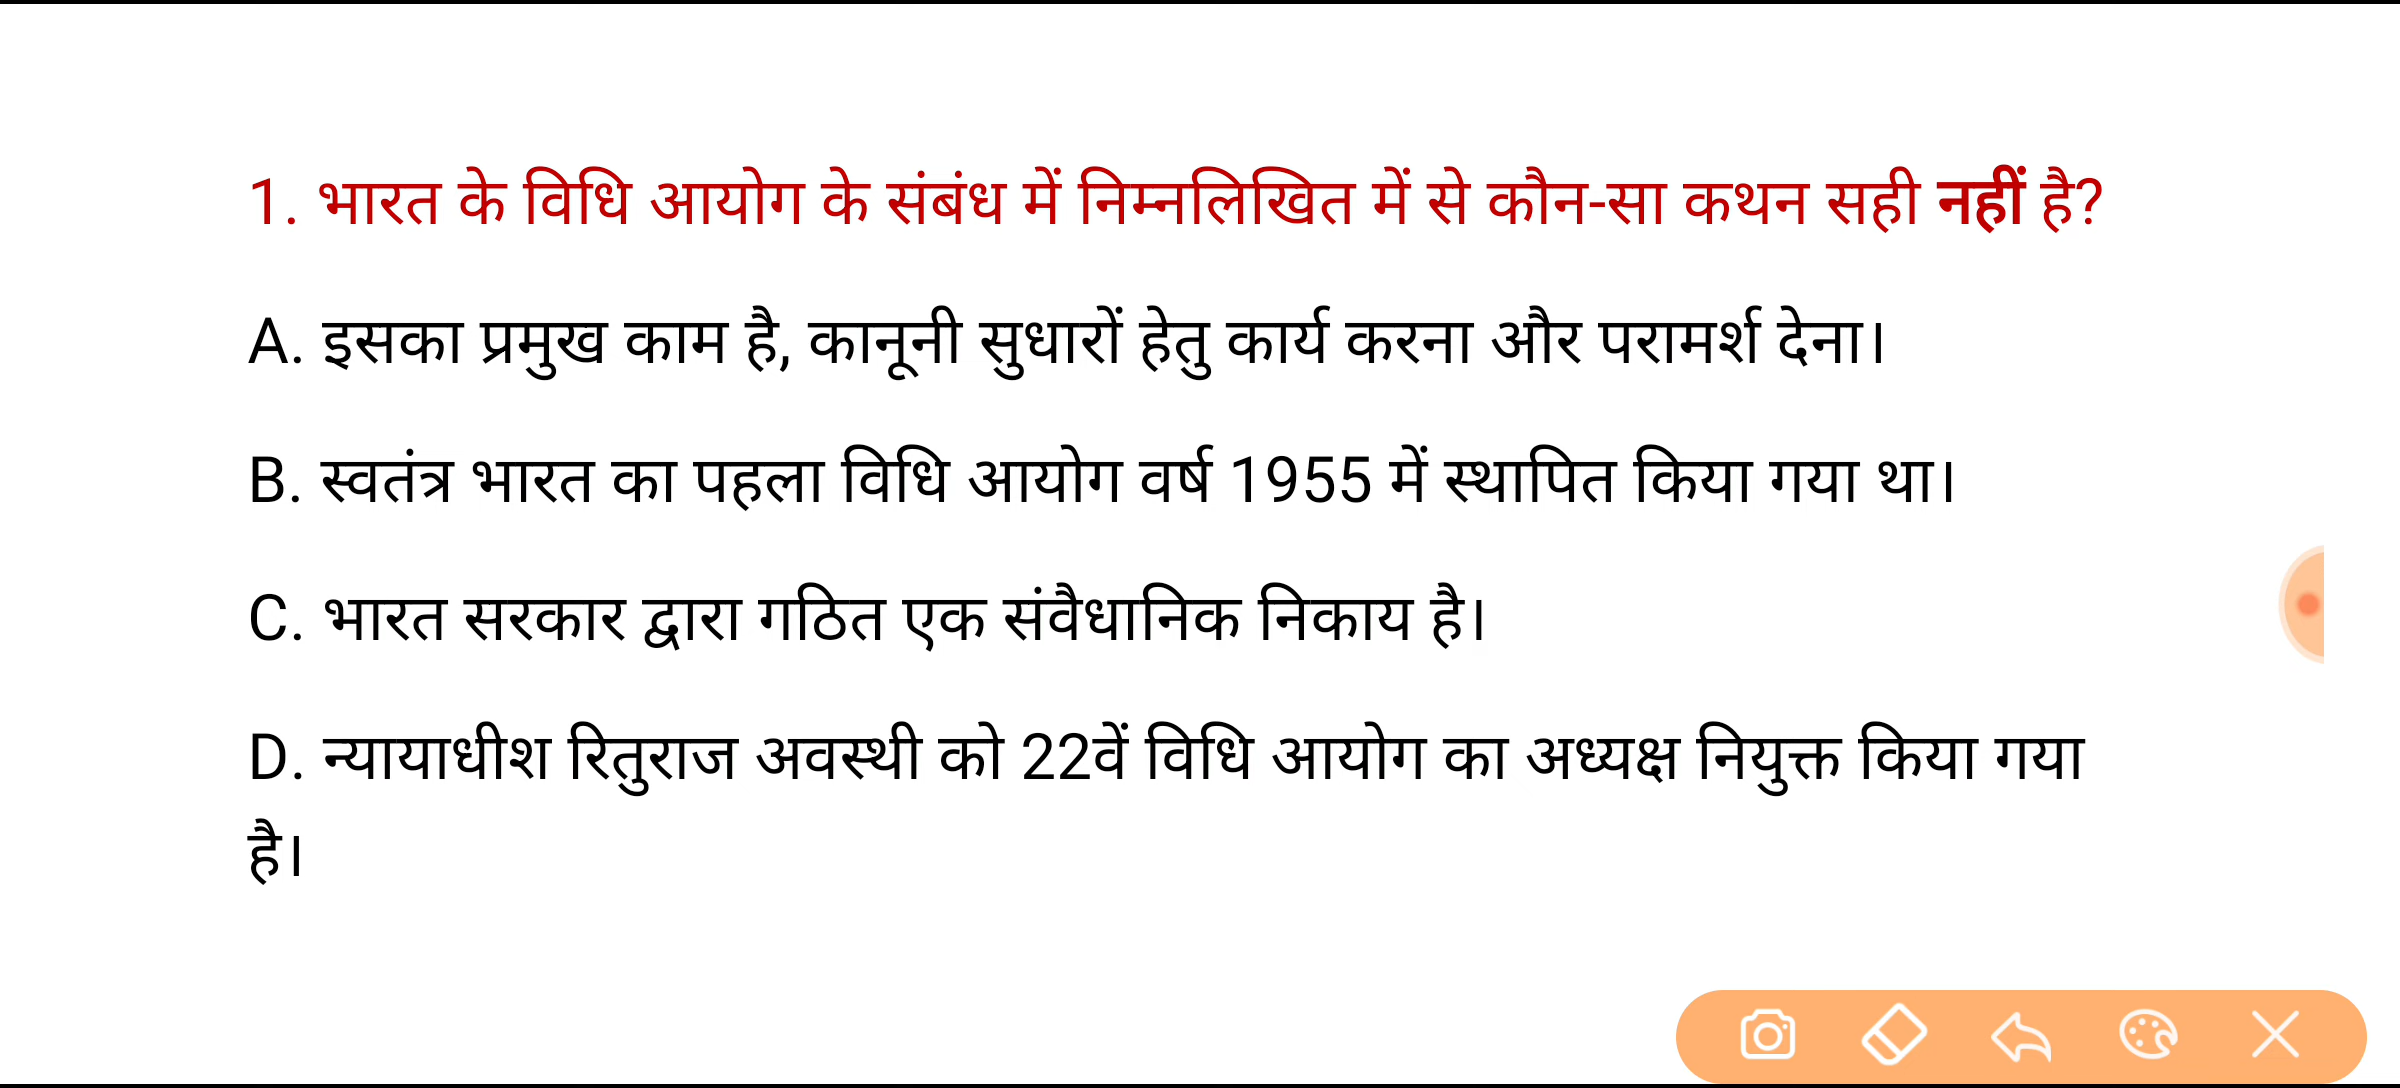 1. भारत के विधि आयोग के संबंध में निम्नलिखित में से कौन-सा कथन सही नहीं है?
A. इसका प्रमुख काम है, कानूनी सुधारों हेतु कार्य करना और परामर्श देना।
B. स्वतंत्र भारत का पहला विधि आयोग वर्ष 1955 में स्थापित किया गया था।
C. भारत सरकार द्वारा गठित एक संवैधानिक निकाय है।
D. न्यायाधीश रितुराज अवस्थी को 22वें विधि आयोग का अध्यक्ष नियुक्त किया गया
है।